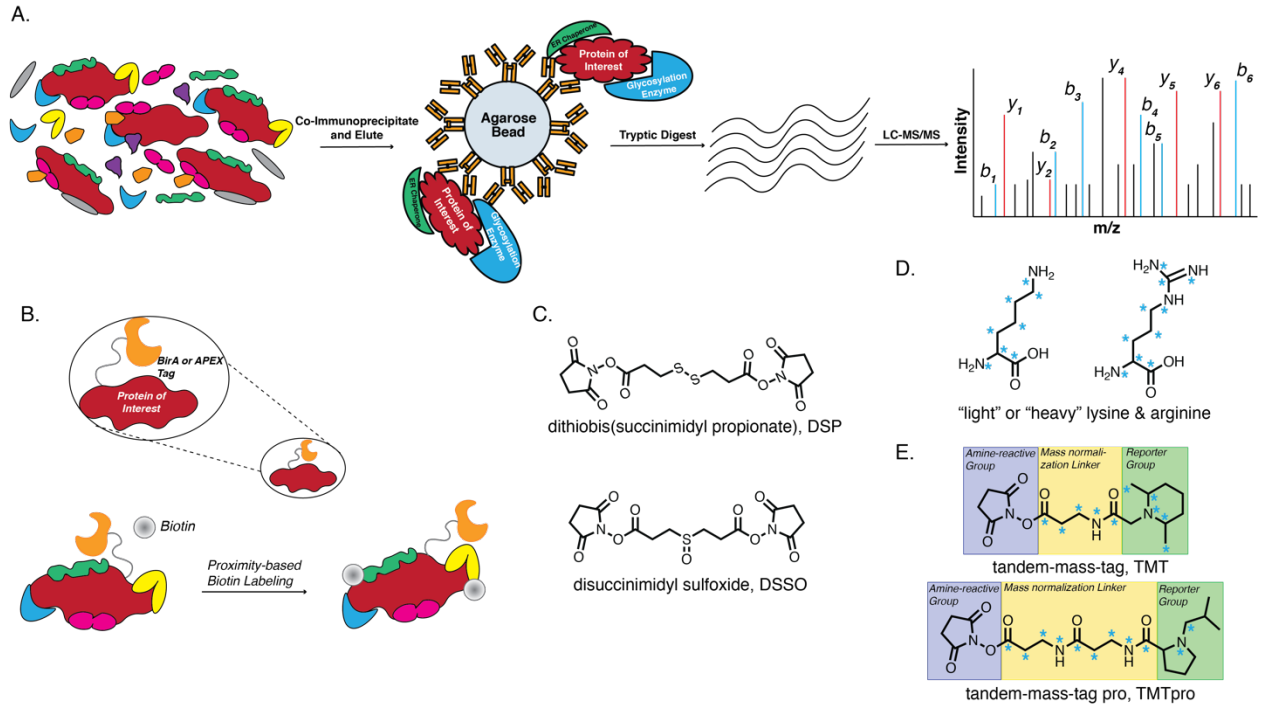 A.
Co-Immunoprecipitate
and Elute
Agarose
Bead
ER Chaperone
Protein of
Interest
Glycosylation
Enzyme
ER Chaperone
Protein of
Interest
Glycosylation
Enzyme
Tryptic Digest
LC-MS/MS
Intensity
m/z
b1
y1
y2
b2
b3
y4
b4
b5
y5
y6
b6
B.
BirA or APEX
Tag
Protein of
Interest
Biotin
Proximity-based
Biotin Labeling
C.
O
N
O
O
O
S
S
O
O
N
O
O
dithiobis(succinimidyl propionate), DSP
O
N
O
O
O
S
O
O
O
N
O
O
disuccinimidyl sulfoxide, DSSO
D.
NH2
H2N
OH
O
H2N
NH
NH
H2N
OH
O
"light" or "heavy" lysine & arginine
E.
Amine-reactive
Group
Mass normali-
zation Linker
Reporter
Group
O
N
O
O
O
N
H
O
N
tandem-mass-tag, TMT
Amine-reactive
Group
Mass normalization Linker
Reporter
Group
O
N
O
O
O
N
H
O
N
H
O
N
tandem-mass-tag pro, TMTpro